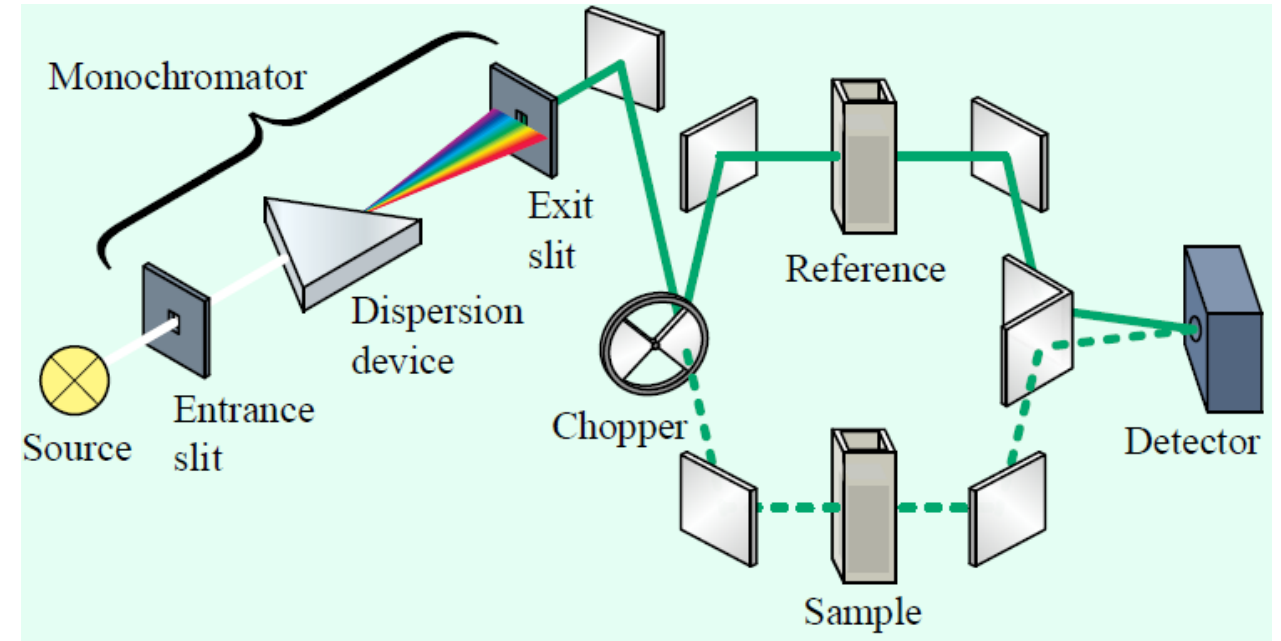 Monochromator
Exit
slit
Reference
Dispersion
device
Entrance
slit
Source
Chopper
Detector
Sample